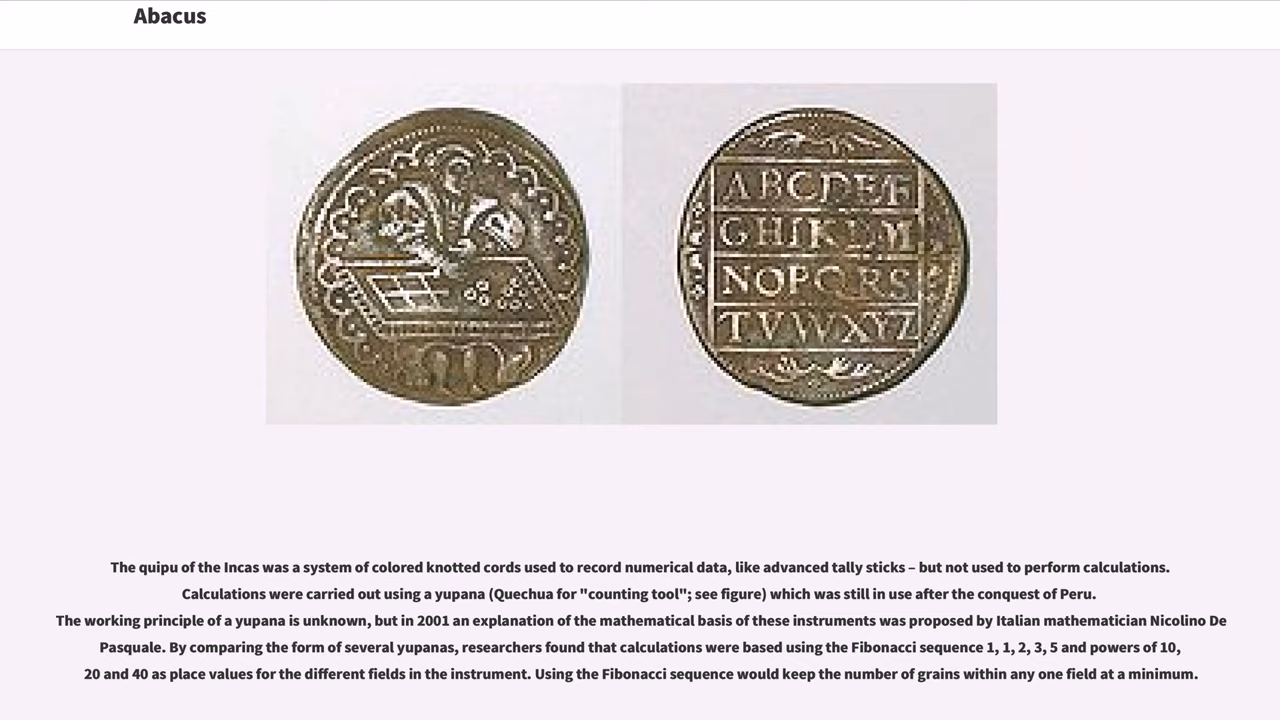 Abacus
ABCDEF
GHIKLM
NOPQRS
TVWXYZ
The quipu of the Incas was a system of colored knotted cords used to record numerical data, like advanced tally sticks – but not used to perform calculations.
Calculations were carried out using a yupana (Quechua for "counting tool"; see figure) which was still in use after the conquest of Peru.
The working principle of a yupana is unknown, but in 2001 an explanation of the mathematical basis of these instruments was proposed by Italian mathematician Nicolino De
Pasquale. By comparing the form of several yupanas, researchers found that calculations were based using the Fibonacci sequence 1, 1, 2, 3, 5 and powers of 10,
20 and 40 as place values for the different fields in the instrument. Using the Fibonacci sequence would keep the number of grains within any one field at a minimum.